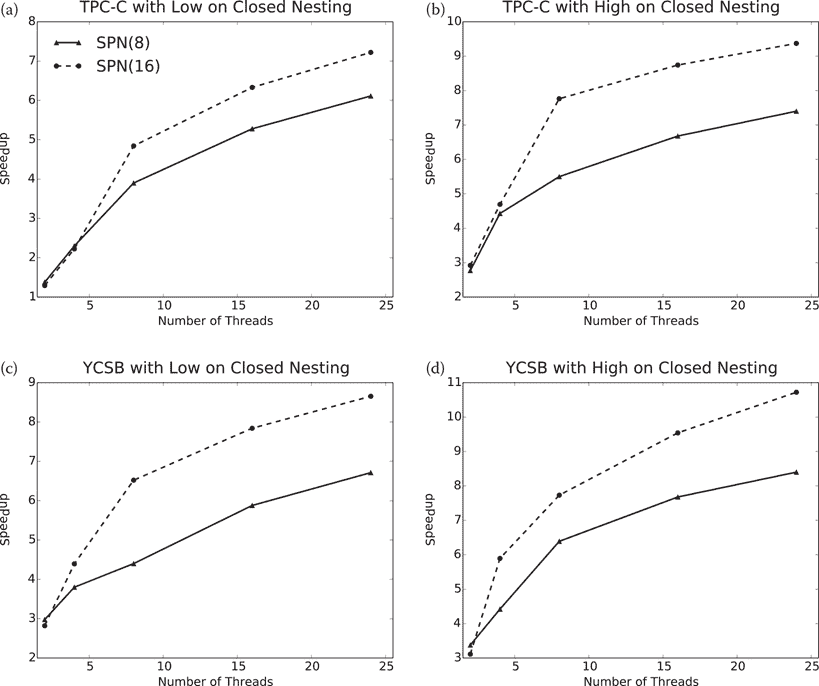 (a) TPC-C with Low on Closed Nesting
8
7
6
5
4
3
2
1
Speedup
SPN(8)
SPN(16)
5 10 15 20 25
Number of Threads
(b) TPC-C with High on Closed Nesting
10
9
8
7
6
5
4
3
2
Speedup
5 10 15 20 25
Number of Threads
(c) YCSB with Low on Closed Nesting
9
8
7
6
5
4
3
2
Speedup
5 10 15 20 25
Number of Threads
(d) YCSB with High on Closed Nesting
11
10
9
8
7
6
5
4
3
Speedup
5 10 15 20 25
Number of Threads